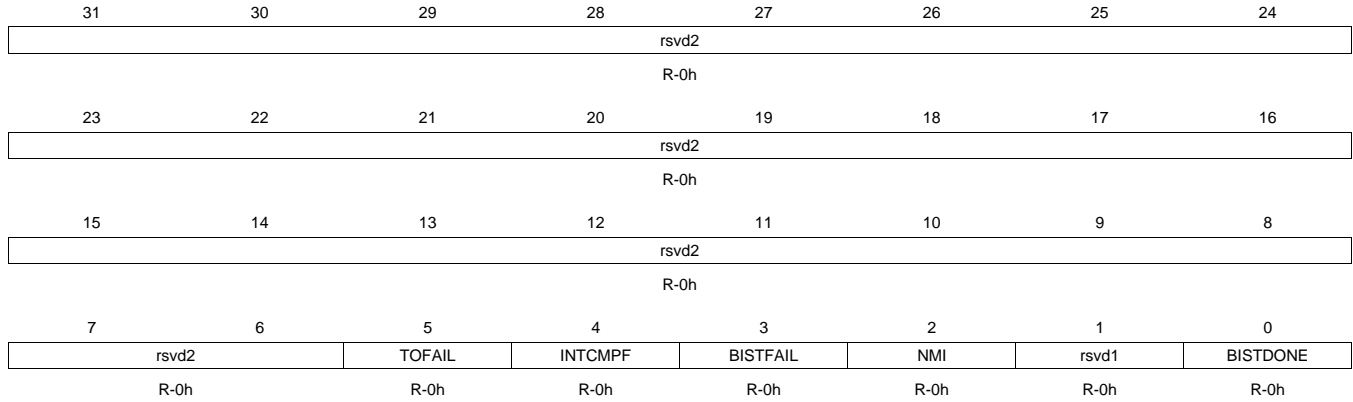 31 30 29 28 27 26 25 24
rsvd2
R-0h
23 22 21 20 19 18 17 16
rsvd2
R-0h
15 14 13 12 11 10 9 8
rsvd2
R-0h
7 6 5 4 3 2 1 0
rsvd2 TOFAIL INTCMPF BISTFAIL NMI rsvd1 BISTDONE
R-0h R-0h R-0h R-0h R-0h R-0h R-0h